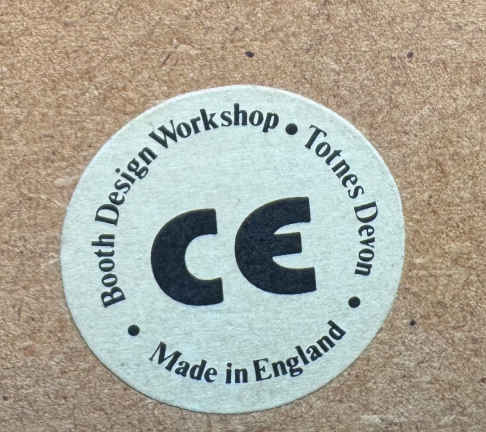 Booth Design Workshop • Totnes Devon
• Made in England •
CE